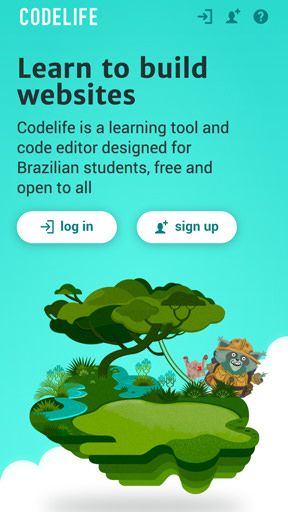 CODELIFE
Learn to build
websites
Codelife is a learning tool and
code editor designed for
Brazilian students, free and
open to all
log in
sign up